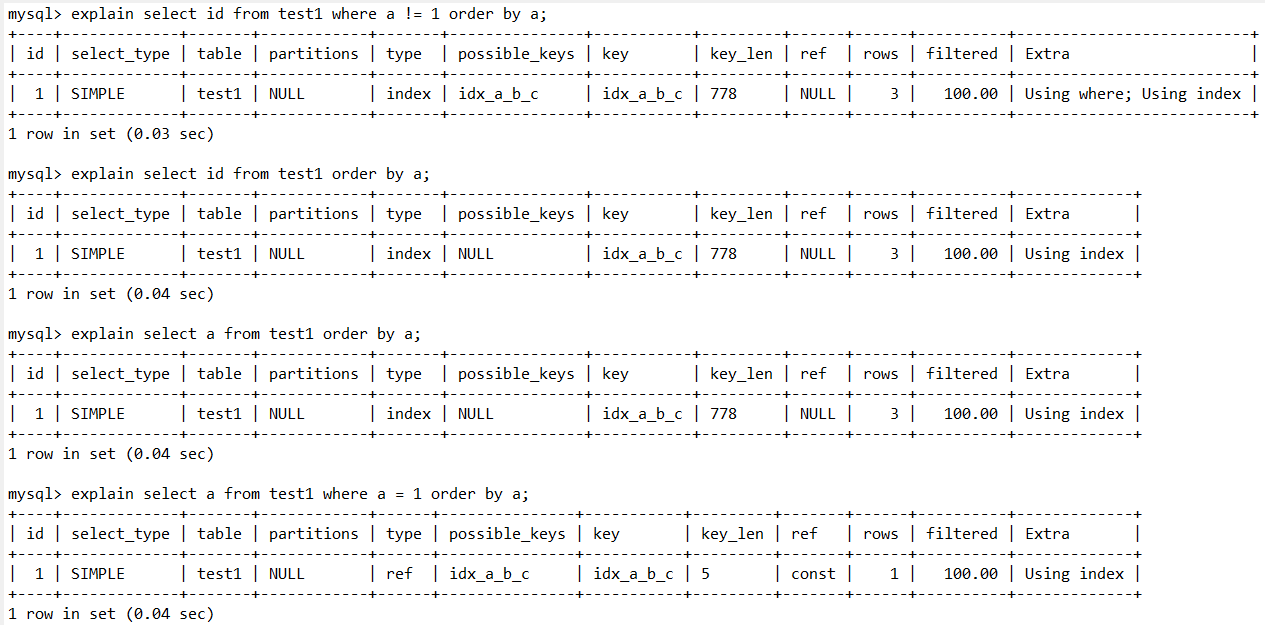 mysql> explain select id from test1 where a != 1 order by a;
+----+-------------+-------+------------+-------+---------------+-----------+---------+------+------+----------+--------------------------+
| id | select_type | table | partitions | type  | possible_keys | key       | key_len | ref  | rows | filtered | Extra                    |
+----+-------------+-------+------------+-------+---------------+-----------+---------+------+------+----------+--------------------------+
|  1 | SIMPLE      | test1 | NULL       | index | idx_a_b_c     | idx_a_b_c | 778     | NULL |    3 |   100.00 | Using where; Using index |
+----+-------------+-------+------------+-------+---------------+-----------+---------+------+------+----------+--------------------------+
1 row in set (0.03 sec)

mysql> explain select id from test1 order by a;
+----+-------------+-------+------------+-------+---------------+-----------+---------+------+------+----------+-------------+
| id | select_type | table | partitions | type  | possible_keys | key       | key_len | ref  | rows | filtered | Extra       |
+----+-------------+-------+------------+-------+---------------+-----------+---------+------+------+----------+-------------+
|  1 | SIMPLE      | test1 | NULL       | index | NULL          | idx_a_b_c | 778     | NULL |    3 |   100.00 | Using index |
+----+-------------+-------+------------+-------+---------------+-----------+---------+------+------+----------+-------------+
1 row in set (0.04 sec)

mysql> explain select a from test1 order by a;
+----+-------------+-------+------------+-------+---------------+-----------+---------+------+------+----------+-------------+
| id | select_type | table | partitions | type  | possible_keys | key       | key_len | ref  | rows | filtered | Extra       |
+----+-------------+-------+------------+-------+---------------+-----------+---------+------+------+----------+-------------+
|  1 | SIMPLE      | test1 | NULL       | index | NULL          | idx_a_b_c | 778     | NULL |    3 |   100.00 | Using index |
+----+-------------+-------+------------+-------+---------------+-----------+---------+------+------+----------+-------------+
1 row in set (0.04 sec)

mysql> explain select a from test1 where a = 1 order by a;
+----+-------------+-------+------------+------+---------------+-----------+---------+-------+------+----------+-------------+
| id | select_type | table | partitions | type | possible_keys | key       | key_len | ref   | rows | filtered | Extra       |
+----+-------------+-------+------------+------+---------------+-----------+---------+-------+------+----------+-------------+
|  1 | SIMPLE      | test1 | NULL       | ref  | idx_a_b_c     | idx_a_b_c | 5       | const |    1 |   100.00 | Using index |
+----+-------------+-------+------------+------+---------------+-----------+---------+-------+------+----------+-------------+
1 row in set (0.04 sec)